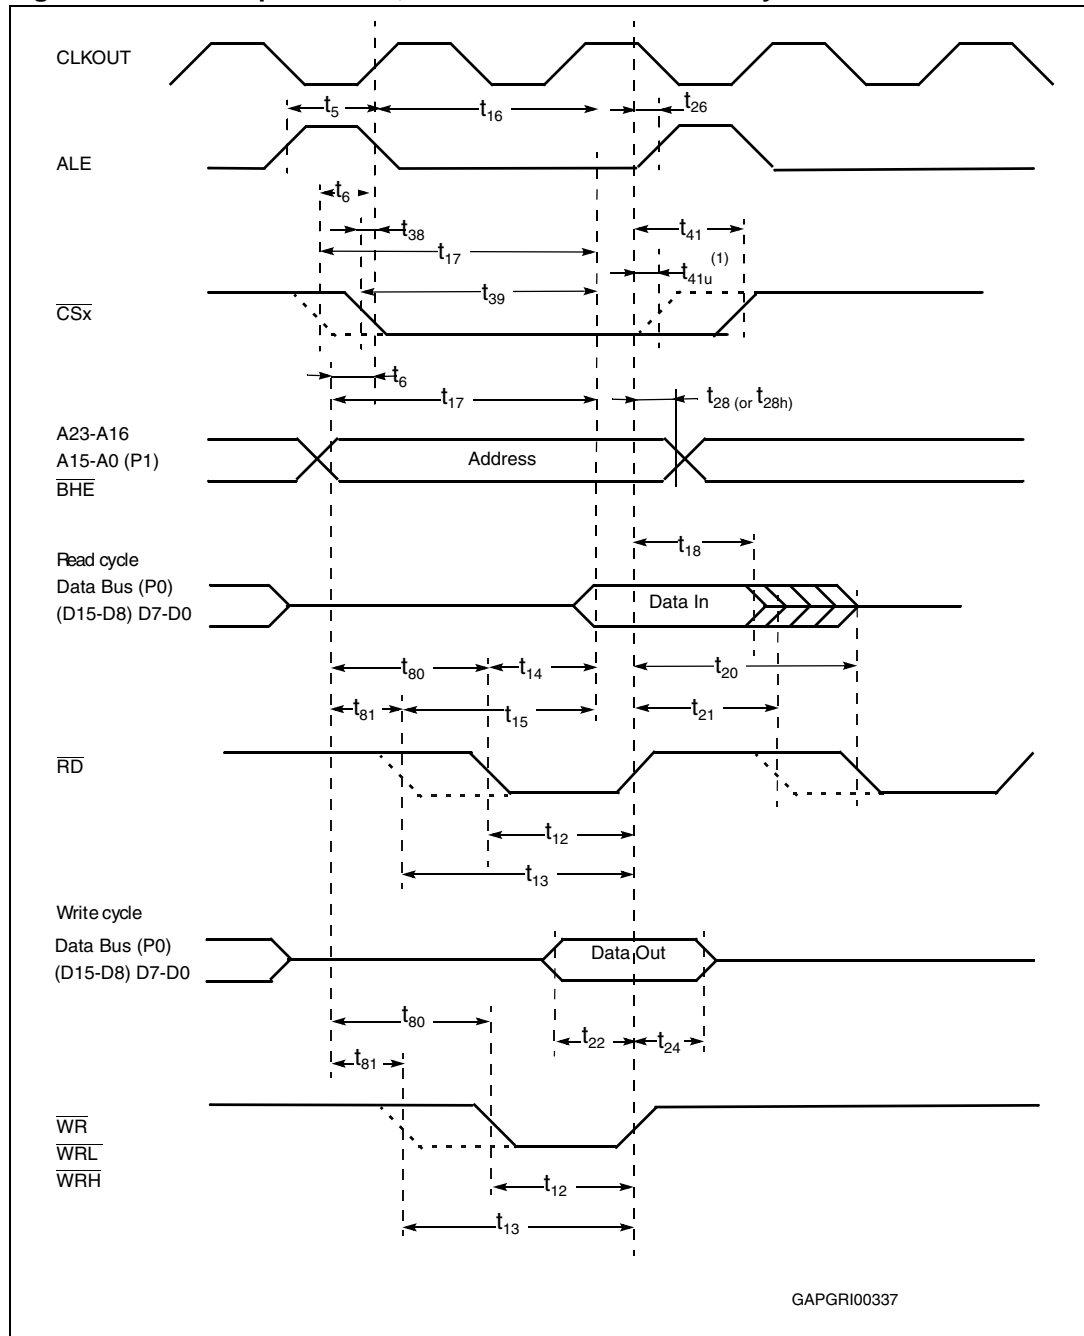 CLKOUT
t5
t16
t26
ALE
t6
t38
t41
t17
t41u (1)
t39
CSx
t6
t17
t28 (or t28h)
A23-A16
A15-A0 (P1)
Address
BHE
t18
Read cycle
Data Bus (P0)
Data In
(D15-D8) D7-D0
t80
t14
t20
t81
t15
t21
RD
t12
t13
Write cycle
Data Bus (P0)
Data Out
(D15-D8) D7-D0
t80
t22
t24
t81
WR
WRL
WRH
t12
t13
GAPGRI00337